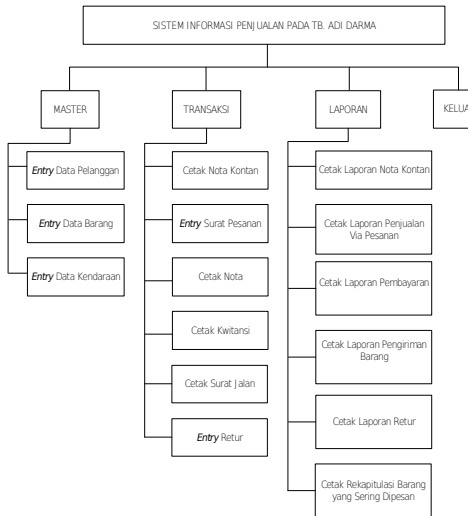 SISTEM INFORMASI PENJUALAN PADA TB. ADI DARMA
MASTER
TRANSAKSI
LAPORAN
KELUA
Entry Data Pelanggan
Entry Data Barang
Entry Data Kendaraan
Cetak Nota Kontan
Entry Surat Pesanan
Cetak Nota
Cetak Kwitansi
Cetak Surat Jalan
Entry Retur
Cetak Laporan Nota Kontan
Cetak Laporan Penjualan
Via Pesanan
Cetak Laporan Pembayaran
Cetak Laporan Pengiriman
Barang
Cetak Laporan Retur
Cetak Rekapitulasi Barang
yang Sering Dipesan